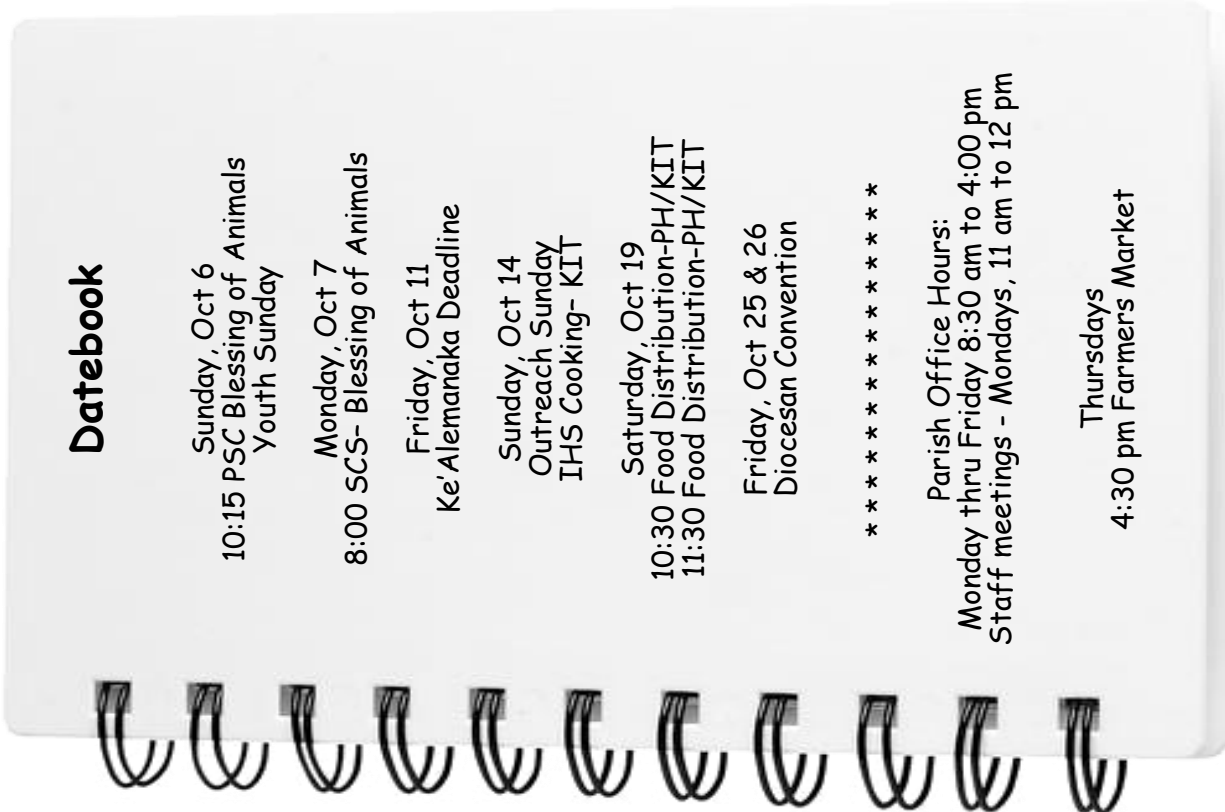 Datebook
Sunday, Oct 6
10:15 PSC Blessing of Animals
Youth Sunday
Monday, Oct 7
8:00 SCS- Blessing of Animals
Friday, Oct 11
Ke'Alemanaka Deadline
Sunday, Oct 14
Outreach Sunday
IHS Cooking- KIT
Saturday, Oct 19
10:30 Food Distribution-PH/KIT
11:30 Food Distribution-PH/KIT
Friday, Oct 25 & 26
Diocesan Convention
* * * * * * * * * * * * * * * * *
Parish Office Hours:
Monday thru Friday 8:30 am to 4:00 pm
Staff meetings - Mondays, 11 am to 12 pm
Thursdays
4:30 pm Farmers Market